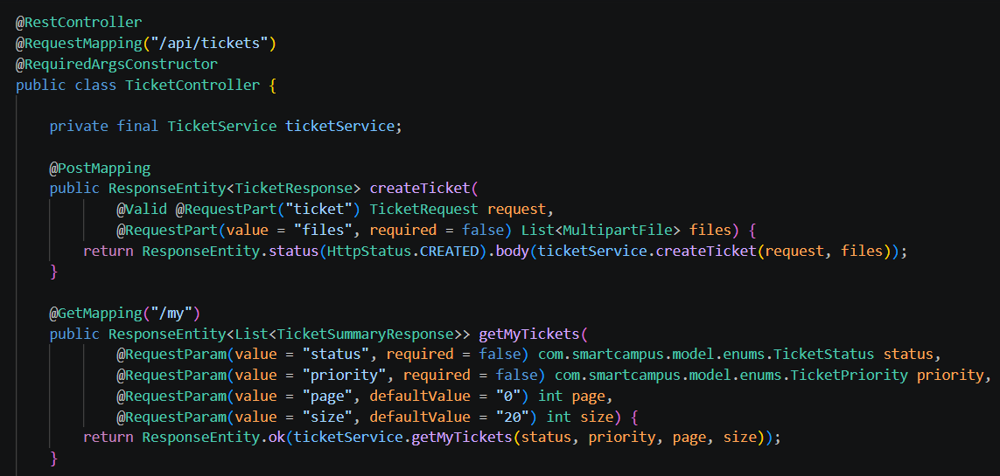 @RestController
@RequestMapping("/api/tickets")
@RequiredArgsConstructor
public class TicketController {
    private final TicketService ticketService;
    @PostMapping
    public ResponseEntity<TicketResponse> createTicket(
            @Valid @RequestPart("ticket") TicketRequest request,
            @RequestPart(value = "files", required = false) List<MultipartFile> files) {
        return ResponseEntity.status(HttpStatus.CREATED).body(ticketService.createTicket(request, files));
    }
    @GetMapping("/my")
    public ResponseEntity<List<TicketSummaryResponse>> getMyTickets(
            @RequestParam(value = "status", required = false) com.smartcampus.model.enums.TicketStatus status,
            @RequestParam(value = "priority", required = false) com.smartcampus.model.enums.TicketPriority priority,
            @RequestParam(value = "page", defaultValue = "0") int page,
            @RequestParam(value = "size", defaultValue = "20") int size) {
        return ResponseEntity.ok(ticketService.getMyTickets(status, priority, page, size));
    }